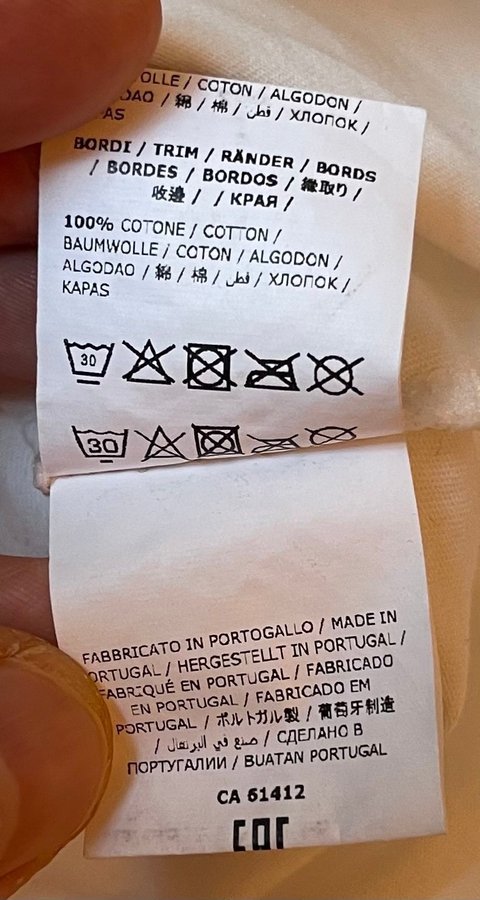 OLLE / COTON / ALGODON /
DAO / 綿 / 棉 / قطن / ХЛОПОК /
AS
BORDI / TRIM / RÄNDER / BORDS
/ BORDES / BORDOS / 縁取り /
收邊 / / КРАЯ /
100% COTONE / COTTON /
BAUMWOLLE / COTON / ALGODON /
ALGODAO / 綿 / 棉 / قطن / ХЛОПОК /
KAPAS
30
30
FABBRICATO IN PORTOGALLO / MADE IN
ORTUGAL / HERGESTELLT IN PORTUGAL /
FABRIQUÉ EN PORTUGAL / FABRICADO
EN PORTUGAL / FABRICADO EM
PORTUGAL / ポルトガル製 / 葡萄牙制造
/ صنع في البرتغال / СДЕЛАНО В
ПОРТУГАЛИИ / BUATAN PORTUGAL
CA 61412
EAC